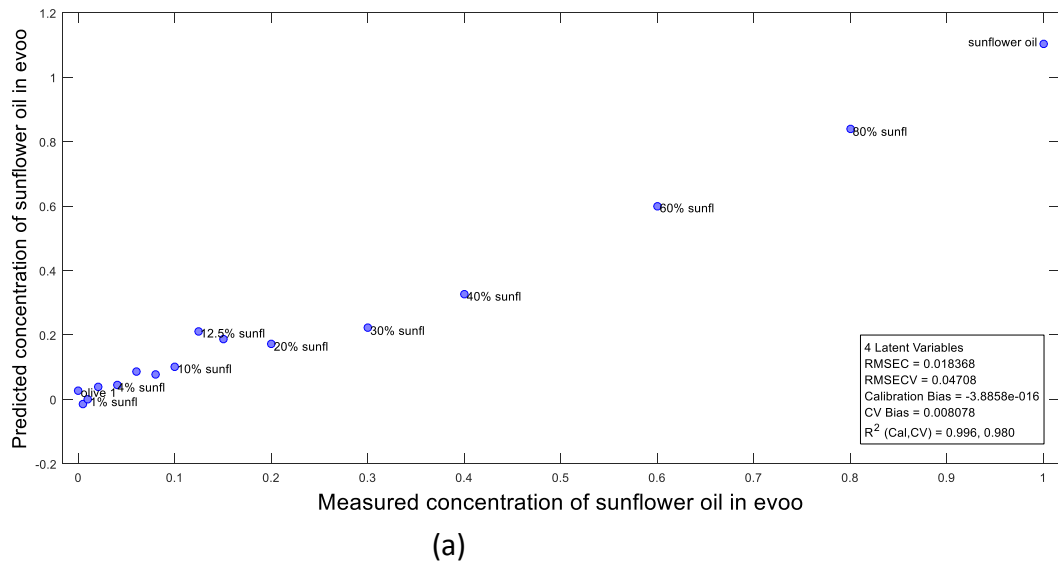 1.2
1
0.8
0.6
0.4
0.2
0
-0.2
Predicted concentration of sunflower oil in evoo
sunflower oil
80% sunfl
60% sunfl
40% sunfl
30% sunfl
12.5% sunfl
20% sunfl
10% sunfl
4% sunfl
olive 1
1% sunfl
4 Latent Variables
RMSEC = 0.018368
RMSECV = 0.04708
Calibration Bias = -3.8858e-016
CV Bias = 0.008078
R^2 (Cal,CV) = 0.996, 0.980
0 0.1 0.2 0.3 0.4 0.5 0.6 0.7 0.8 0.9 1
Measured concentration of sunflower oil in evoo
(a)